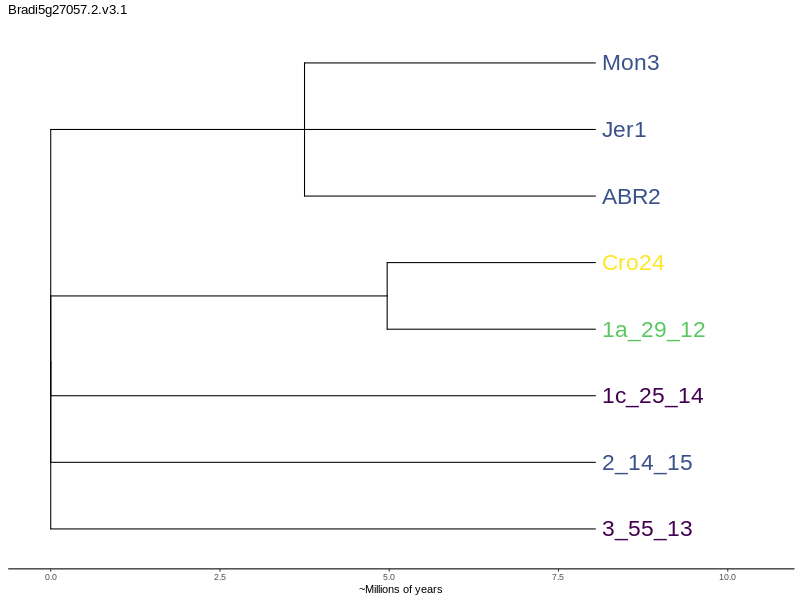 Bradi5g27057.2.v3.1
Mon3
Jer1
ABR2
Cro24
1a_29_12
1c_25_14
2_14_15
3_55_13
0.0 2.5 5.0 7.5 10.0
~Millions of years